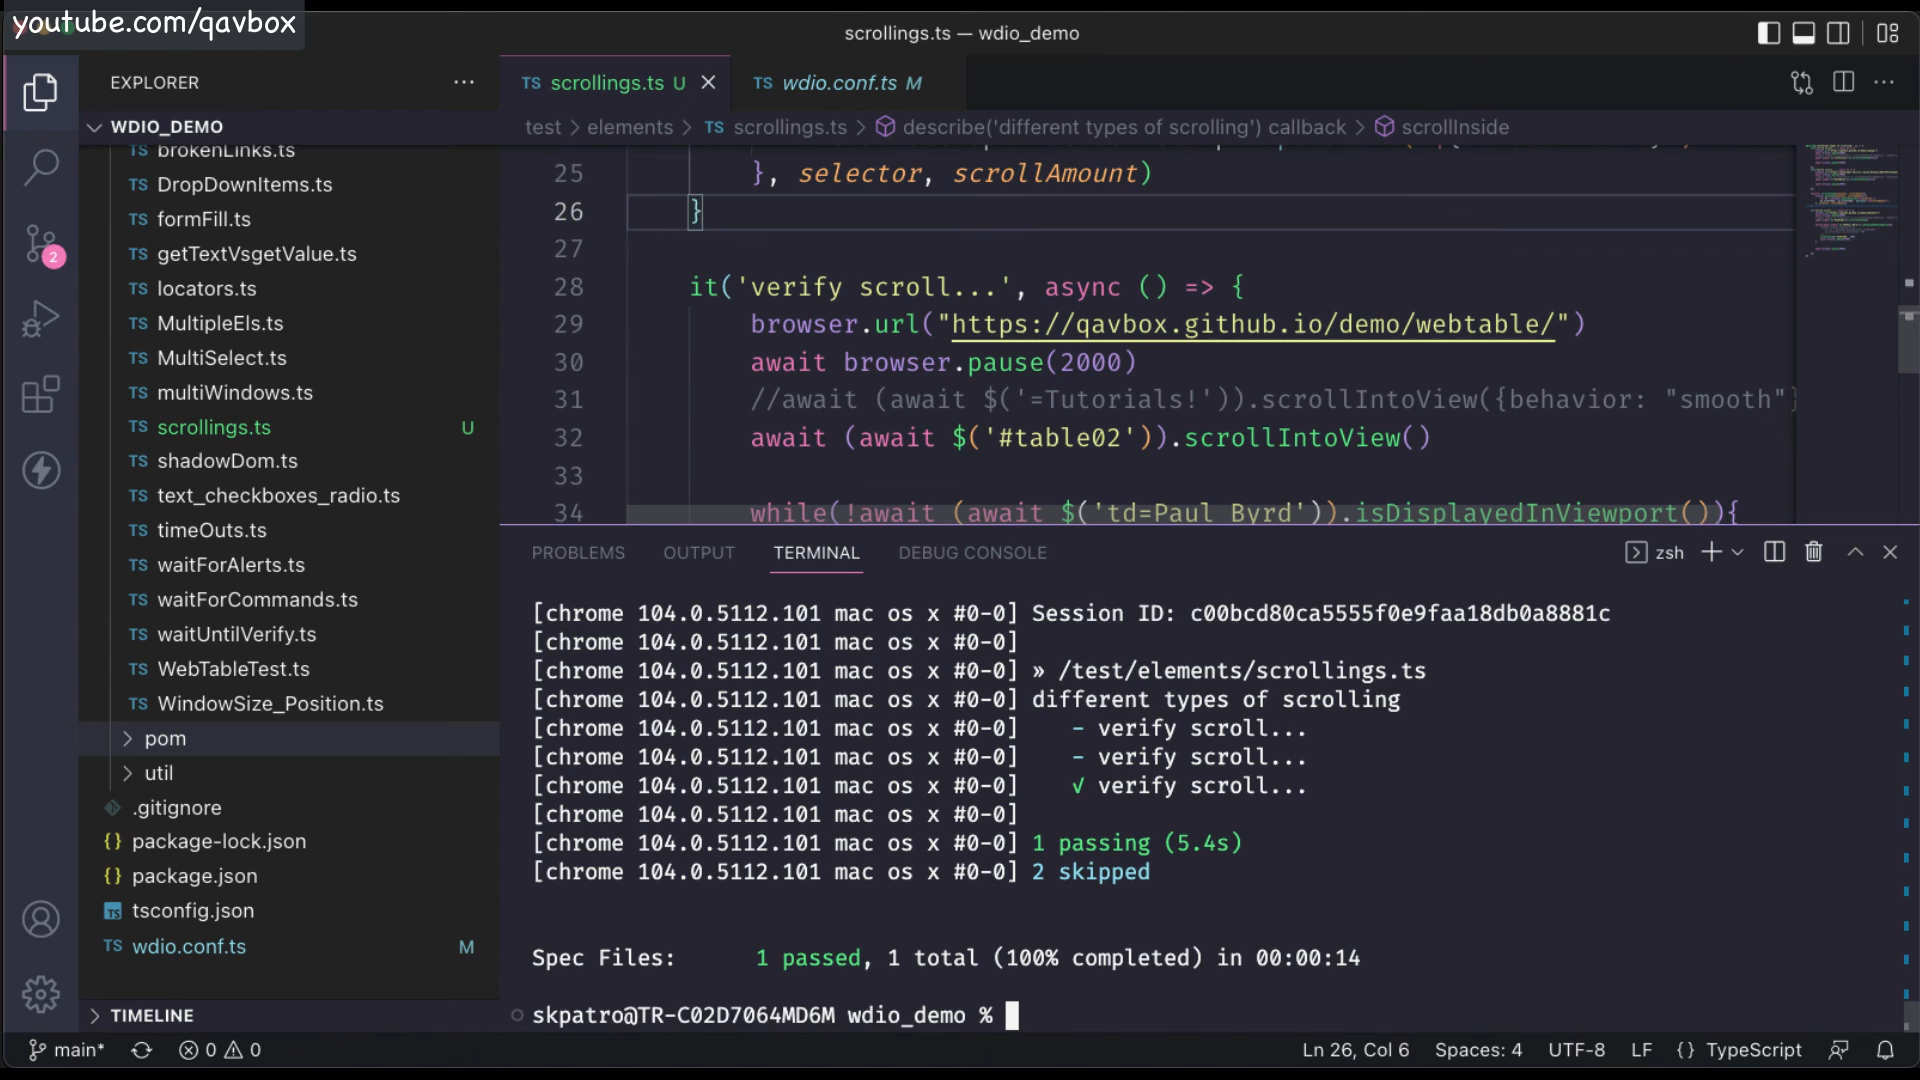 youtube.com/qavbox
scrollings.ts — wdio_demo
EXPLORER
TS scrollings.ts U
TS wdio.conf.ts M
WDIO_DEMO
test > elements > TS scrollings.ts > describe('different types of scrolling') callback > scrollInside
brokenLinks.ts
TS DropDownItems.ts
TS formFill.ts
TS getTextVsgetValue.ts
TS locators.ts
TS MultipleEls.ts
TS MultiSelect.ts
TS multiWindows.ts
TS scrollings.ts U
TS shadowDom.ts
TS text_checkboxes_radio.ts
TS timeOuts.ts
TS waitForAlerts.ts
TS waitForCommands.ts
TS waitUntilVerify.ts
TS WebTableTest.ts
TS WindowSize_Position.ts
> pom
> util
.gitignore
{} package-lock.json
{} package.json
TS tsconfig.json
TS wdio.conf.ts M
> TIMELINE
2
25 }, selector, scrollAmount)
26 }
27
28 it('verify scroll...', async () => {
29 browser.url("https://qavbox.github.io/demo/webtable/")
30 await browser.pause(2000)
31 //await (await $('=Tutorials!')).scrollIntoView({behavior: "smooth"}
32 await (await $('#table02')).scrollIntoView()
33
34 while(!await (await $('td=Paul Byrd')).isDisplayedInViewport()){
PROBLEMS OUTPUT TERMINAL DEBUG CONSOLE
zsh
[chrome 104.0.5112.101 mac os x #0-0] Session ID: c00bcd80ca5555f0e9faa18db0a8881c
[chrome 104.0.5112.101 mac os x #0-0]
[chrome 104.0.5112.101 mac os x #0-0] » /test/elements/scrollings.ts
[chrome 104.0.5112.101 mac os x #0-0] different types of scrolling
[chrome 104.0.5112.101 mac os x #0-0] - verify scroll...
[chrome 104.0.5112.101 mac os x #0-0] - verify scroll...
[chrome 104.0.5112.101 mac os x #0-0] √ verify scroll...
[chrome 104.0.5112.101 mac os x #0-0]
[chrome 104.0.5112.101 mac os x #0-0] 1 passing (5.4s)
[chrome 104.0.5112.101 mac os x #0-0] 2 skipped
Spec Files: 1 passed, 1 total (100% completed) in 00:00:14
skpatro@TR-C02D7064MD6M wdio_demo %
main* 0 0
Ln 26, Col 6 Spaces: 4 UTF-8 LF {} TypeScript